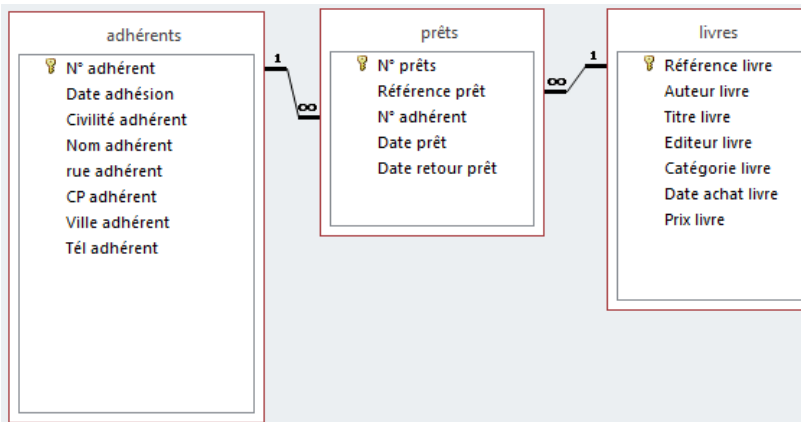 adhérents
N° adhérent
Date adhésion
Civilité adhérent
Nom adhérent
rue adhérent
CP adhérent
Ville adhérent
Tél adhérent
1
∞
prêts
N° prêts
Référence prêt
N° adhérent
Date prêt
Date retour prêt
∞
1
livres
Référence livre
Auteur livre
Titre livre
Editeur livre
Catégorie livre
Date achat livre
Prix livre